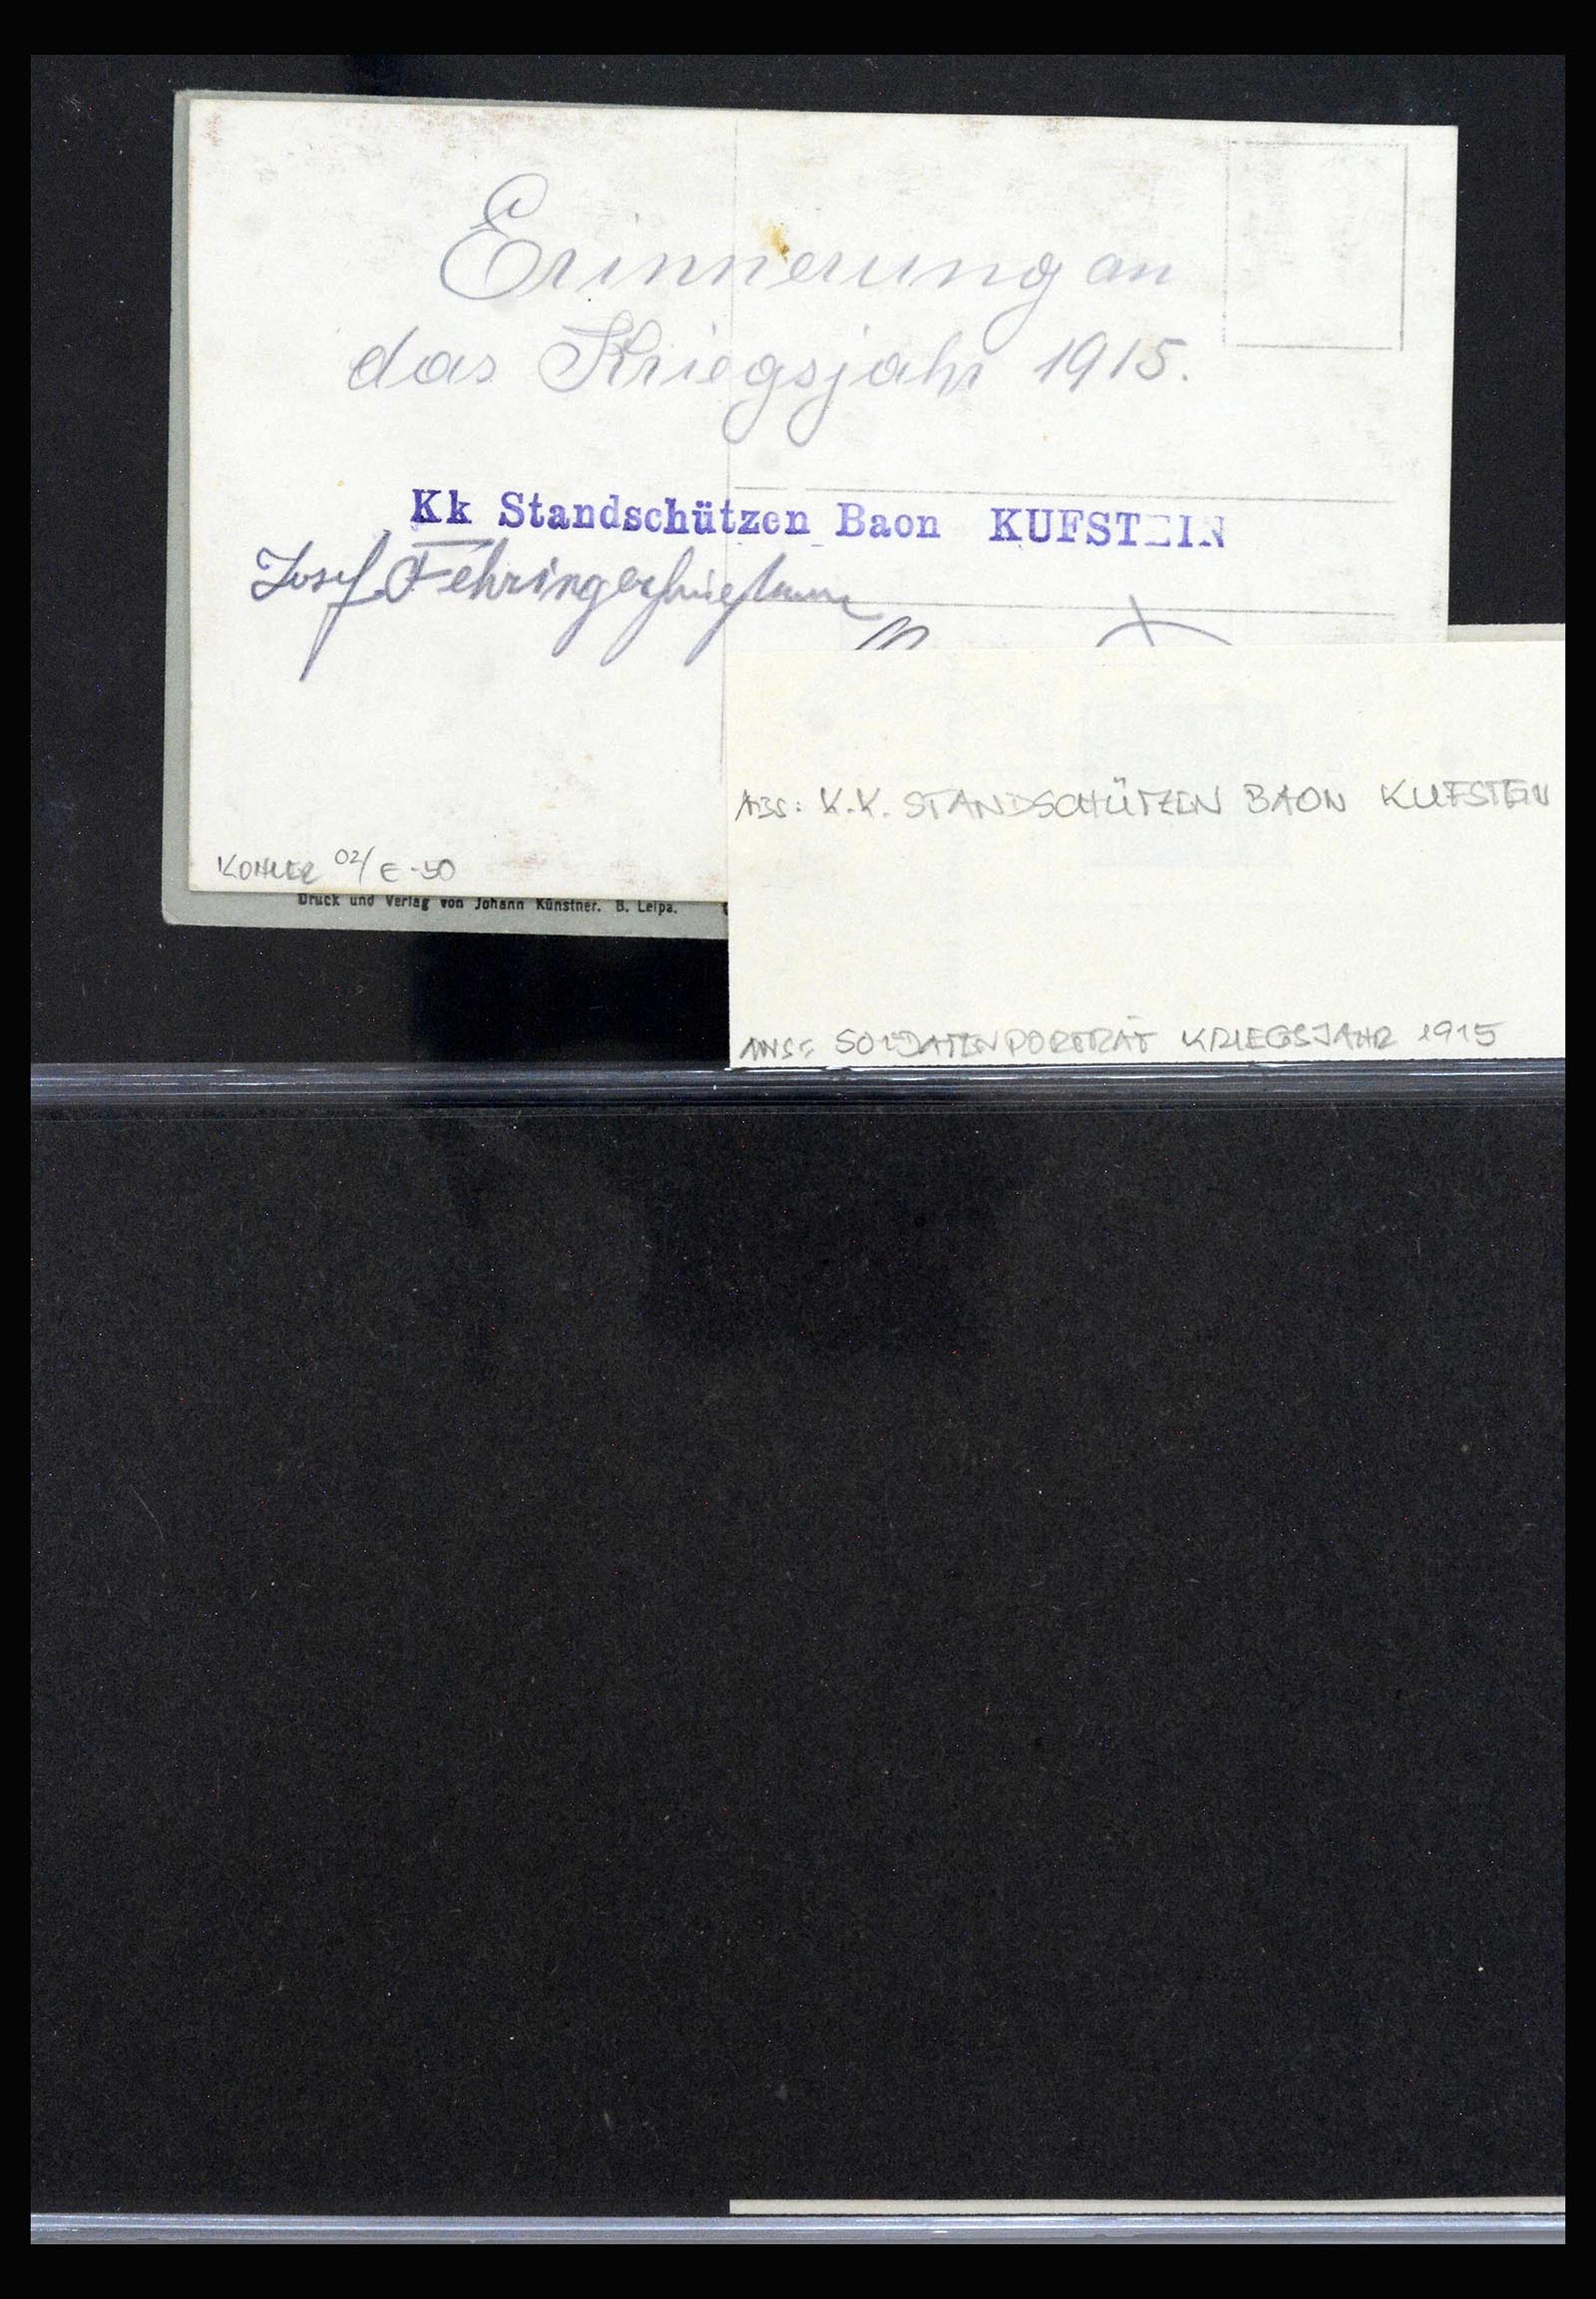 Erinnerung an
das Kriegsjahr 1915.
Kk Standschützen Baon KUFSTEIN
Josef Fehringer
ABS: K.K. STANDSCHÜTZEN BAON KUFSTEIN
KOHLER 02/ E-50
Druck und Verlag von Johann Künstner. B. Leipa.
ANS: SOLDATENPORTRÄT KRIEGSJAHR 1915